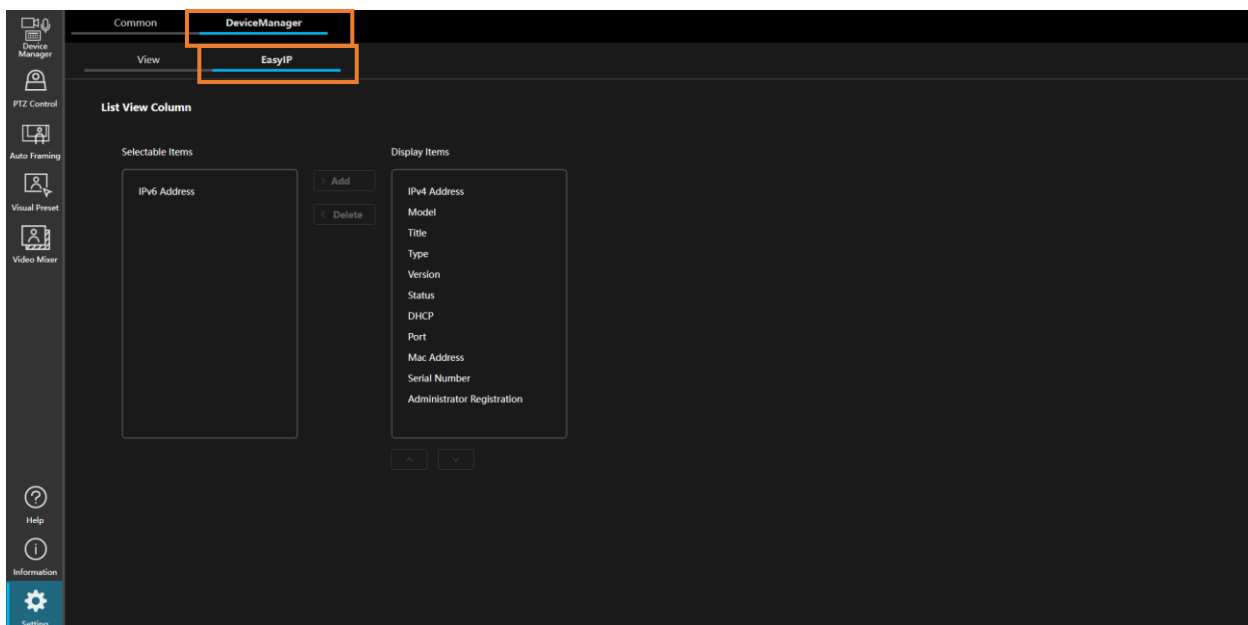 Common
DeviceManager
Device
Manager
View
EasyIP
PTZ Control
List View Column
Auto Framing
Selectable Items
Display Items
IPv6 Address
> Add
< Delete
IPv4 Address
Model
Title
Type
Version
Status
DHCP
Port
Mac Address
Serial Number
Administrator Registration
Visual Preset
Video Mixer
Help
Information
Setting